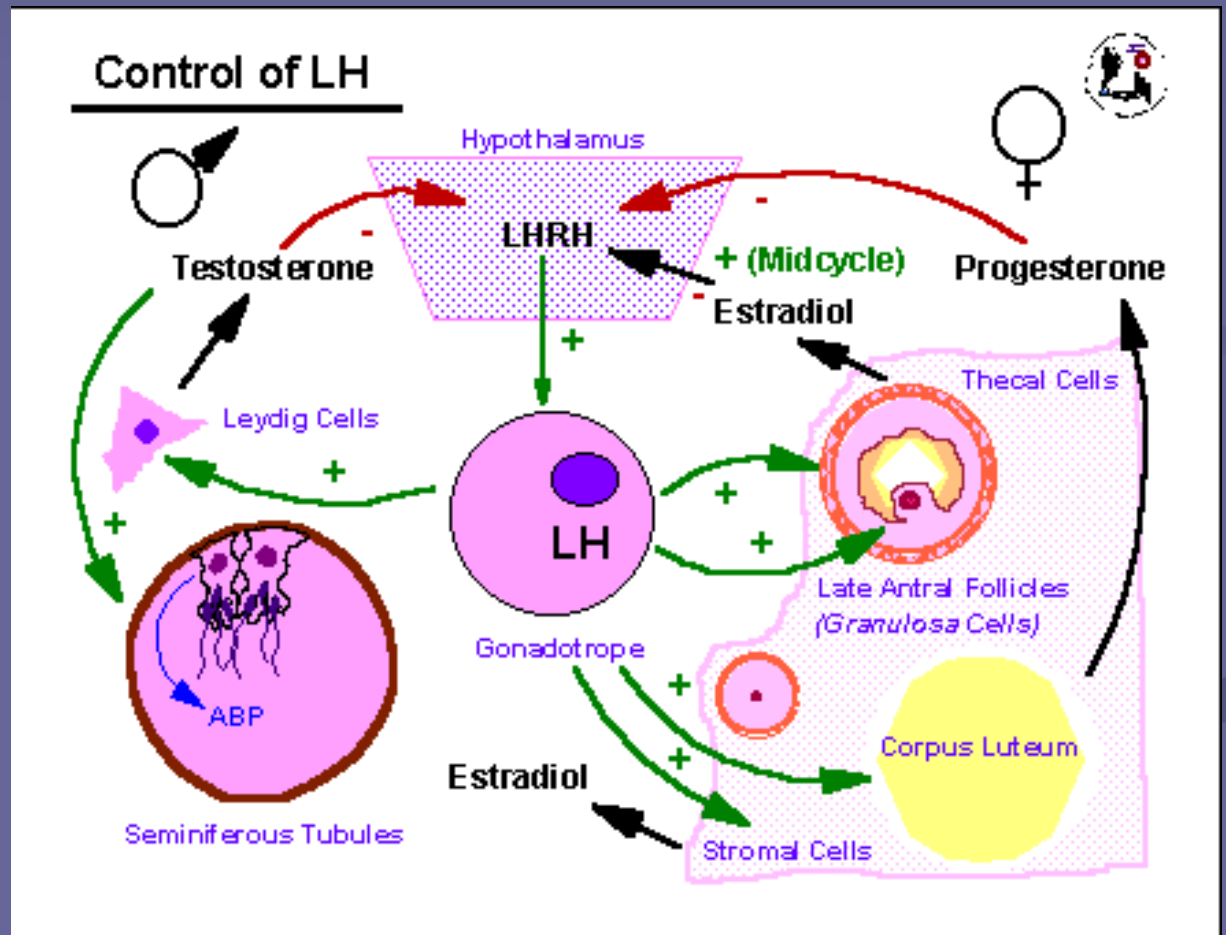 Control of LH
Hypothalamus
-
-
LHRH
+ (Midcycle)
Testosterone
Progesterone
-
Estradiol
+
Thecal Cells
Leydig Cells
+
+
+
+
LH
Late Antral Follicles
(Granulosa Cells)
Gonadotrope
+
ABP
+
Corpus Luteum
Estradiol
Seminiferous Tubules
Stromal Cells